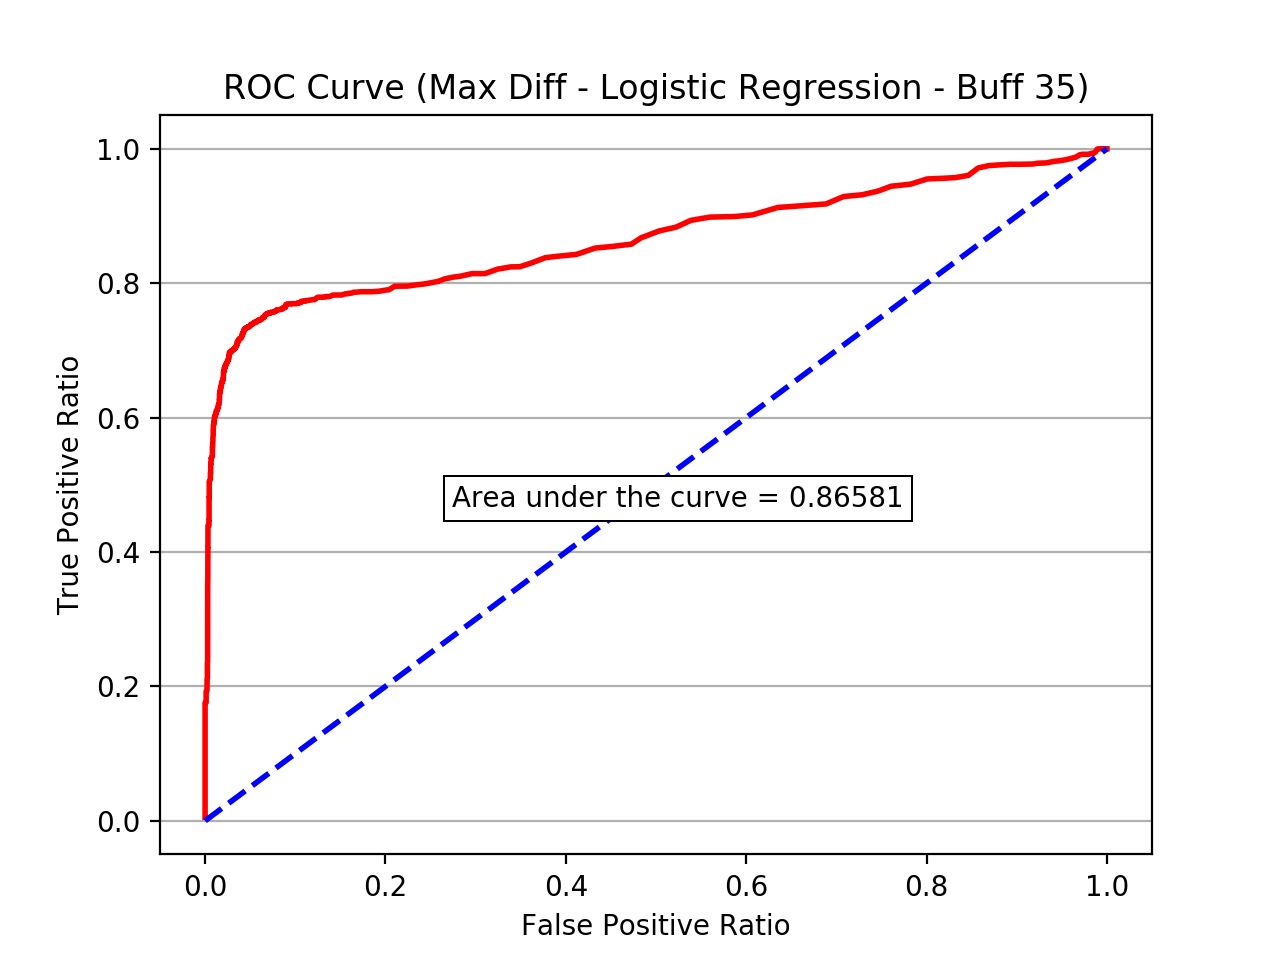 ROC Curve (Max Diff - Logistic Regression - Buff 35)
1.0
0.8
0.6
0.4
0.2
0.0
True Positive Ratio
Area under the curve = 0.86581
0.0 0.2 0.4 0.6 0.8 1.0
False Positive Ratio